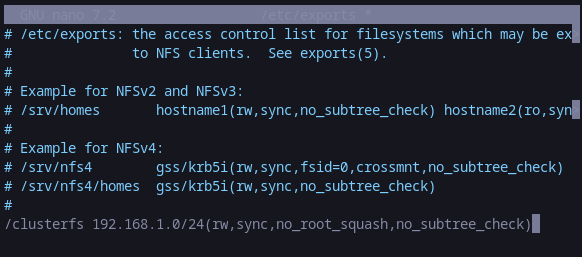 GNU nano 7.2 /etc/exports *
# /etc/exports: the access control list for filesystems which may be ex>
# to NFS clients. See exports(5).
#
# Example for NFSv2 and NFSv3:
# /srv/homes hostname1(rw,sync,no_subtree_check) hostname2(ro,syn>
#
# Example for NFSv4:
# /srv/nfs4 gss/krb5i(rw,sync,fsid=0,crossmnt,no_subtree_check)
# /srv/nfs4/homes gss/krb5i(rw,sync,no_subtree_check)
#
/clusterfs 192.168.1.0/24(rw,sync,no_root_squash,no_subtree_check)